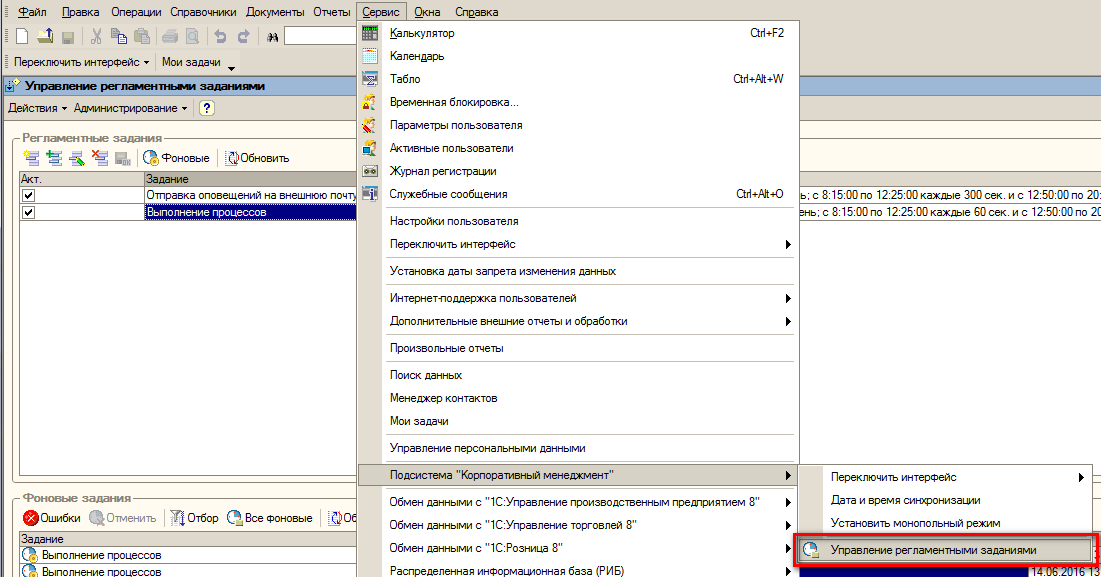 Файл Правка Операции Справочники Документы Отчеты Сервис Окна Справка
Переключить интерфейс Мои задачи
Управление регламентными заданиями
Действия Администрирование ?
Регламентные задания
Фоновые Обновить
Акт. Задание
Отправка оповещений на внешнюю почту
ь; с 8:15:00 по 12:25:00 каждые 300 сек. и с 12:50:00 по 20:
Выполнение процессов
ень; с 8:15:00 по 12:25:00 каждые 60 сек. и с 12:50:00 по 20
Фоновые задания
Ошибки Отменить Отбор Все фоновые Об
Задание
Выполнение процессов
Выполнение процессов
14.06.2016 13
Калькулятор Ctrl+F2
Календарь
Табло Ctrl+Alt+W
Временная блокировка...
Параметры пользователя
Активные пользователи
Журнал регистрации
Служебные сообщения Ctrl+Alt+O
Настройки пользователя
Переключить интерфейс
Установка даты запрета изменения данных
Интернет-поддержка пользователей
Дополнительные внешние отчеты и обработки
Произвольные отчеты
Поиск данных
Менеджер контактов
Мои задачи
Управление персональными данными
Подсистема "Корпоративный менеджмент"
Обмен данными с "1С:Управление производственным предприятием 8"
Обмен данными с "1С:Управление торговлей 8"
Обмен данными с "1С:Розница 8"
Распределенная информационная база (РИБ)
Переключить интерфейс
Дата и время синхронизации
Установить монопольный режим
Управление регламентными заданиями